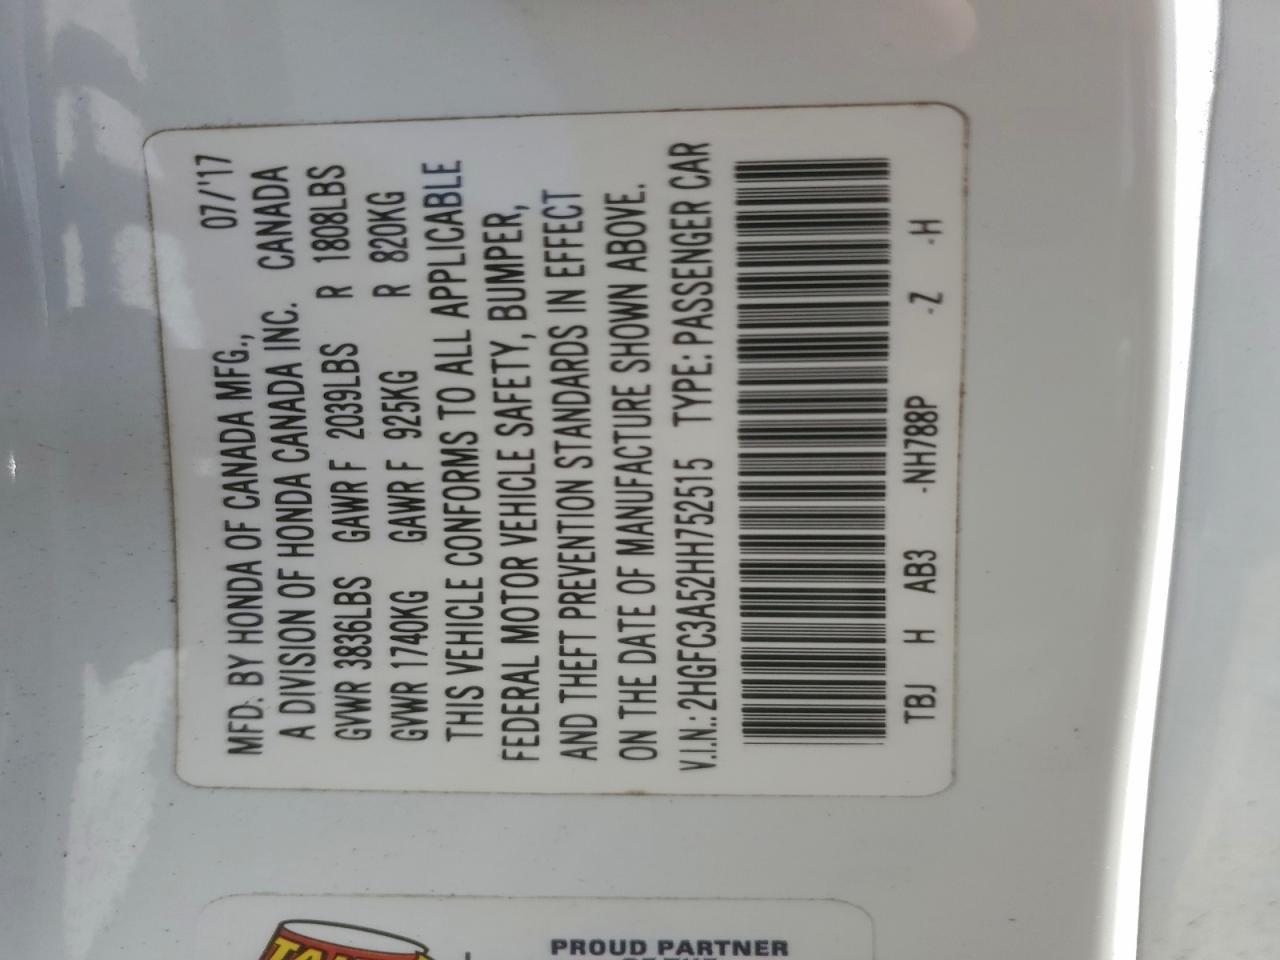 MFD. BY HONDA OF CANADA MFG., 07/'17
A DIVISION OF HONDA CANADA INC. CANADA
GVWR 3836LBS GAWR F 2039LBS R 1808LBS
GVWR 1740KG GAWR F 925KG R 820KG
THIS VEHICLE CONFORMS TO ALL APPLICABLE
FEDERAL MOTOR VEHICLE SAFETY, BUMPER,
AND THEFT PREVENTION STANDARDS IN EFFECT
ON THE DATE OF MANUFACTURE SHOWN ABOVE.
V.I.N.: 2HGFC3A52HH752515 TYPE: PASSENGER CAR
TBJ H AB3 -NH788P -Z -H
PROUD PARTNER